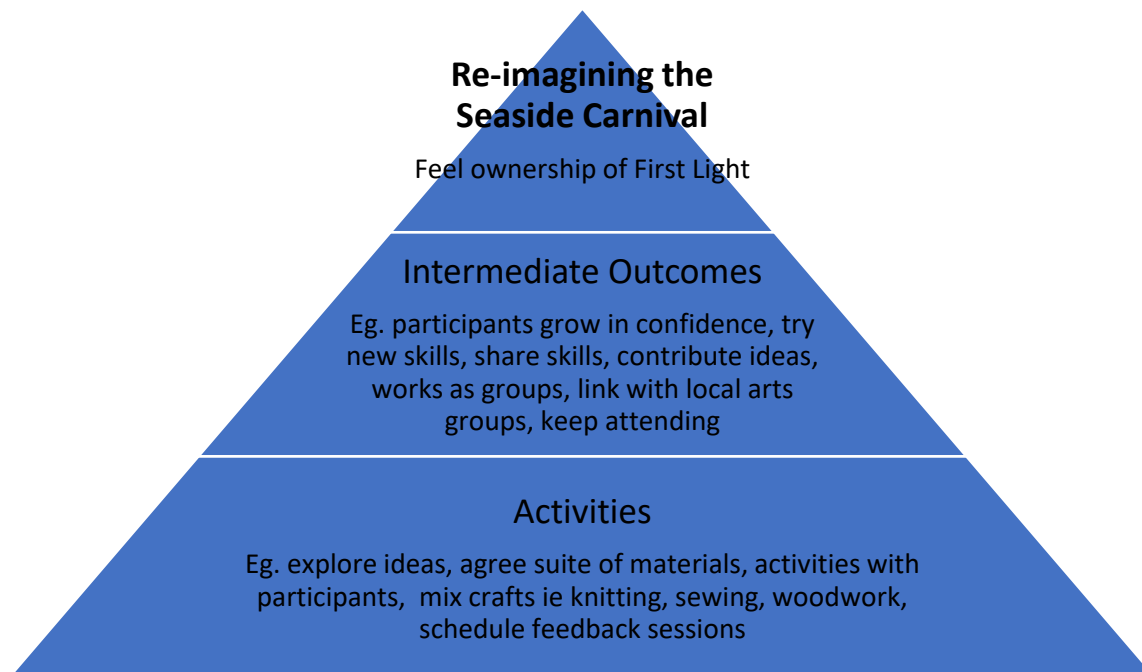 Re-imagining the
Seaside Carnival
Feel ownership of First Light
Intermediate Outcomes
Eg. participants grow in confidence, try
new skills, share skills, contribute ideas,
works as groups, link with local arts
groups, keep attending
Activities
Eg. explore ideas, agree suite of materials, activities with
participants,  mix crafts ie knitting, sewing, woodwork,
schedule feedback sessions